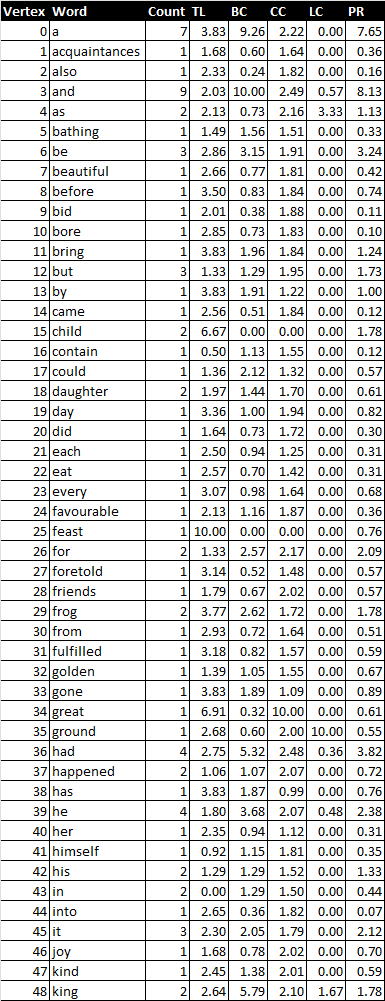 Vertex Word Count TL BC CC LC PR
0 a 7 3.83 9.26 2.22 0.00 7.65
1 acquaintances 1 1.68 0.60 1.64 0.00 0.36
2 also 1 2.33 0.24 1.82 0.00 0.16
3 and 9 2.03 10.00 2.49 0.57 8.13
4 as 2 2.13 0.73 2.16 3.33 1.13
5 bathing 1 1.49 1.56 1.51 0.00 0.33
6 be 3 2.86 3.15 1.91 0.00 3.24
7 beautiful 1 2.66 0.77 1.81 0.00 0.42
8 before 1 3.50 0.83 1.84 0.00 0.74
9 bid 1 2.01 0.38 1.88 0.00 0.11
10 bore 1 2.85 0.73 1.83 0.00 0.10
11 bring 1 3.83 1.96 1.84 0.00 1.24
12 but 3 1.33 1.29 1.95 0.00 1.73
13 by 1 3.83 1.91 1.22 0.00 1.00
14 came 1 2.56 0.51 1.84 0.00 0.12
15 child 2 6.67 0.00 0.00 0.00 1.78
16 contain 1 0.50 1.13 1.55 0.00 0.12
17 could 1 1.36 2.12 1.32 0.00 0.57
18 daughter 2 1.97 1.44 1.70 0.00 0.61
19 day 1 3.36 1.00 1.94 0.00 0.82
20 did 1 1.64 0.73 1.72 0.00 0.30
21 each 1 2.50 0.94 1.25 0.00 0.31
22 eat 1 2.57 0.70 1.42 0.00 0.31
23 every 1 3.07 0.98 1.64 0.00 0.68
24 favourable 1 2.13 1.16 1.87 0.00 0.36
25 feast 1 10.00 0.00 0.00 0.00 0.76
26 for 2 1.33 2.57 2.17 0.00 2.09
27 foretold 1 3.14 0.52 1.48 0.00 0.57
28 friends 1 1.79 0.67 2.02 0.00 0.57
29 frog 2 3.77 2.62 1.72 0.00 1.78
30 from 1 2.93 0.72 1.64 0.00 0.51
31 fulfilled 1 3.18 0.82 1.57 0.00 0.59
32 golden 1 1.39 1.05 1.55 0.00 0.67
33 gone 1 3.83 1.89 1.09 0.00 0.89
34 great 1 6.91 0.32 10.00 0.00 0.61
35 ground 1 2.68 0.60 2.00 10.00 0.55
36 had 4 2.75 5.32 2.48 0.36 3.82
37 happened 2 1.06 1.07 2.07 0.00 0.72
38 has 1 3.83 1.87 0.99 0.00 0.76
39 he 4 1.80 3.68 2.07 0.48 2.38
40 her 1 2.35 0.94 1.12 0.00 0.31
41 himself 1 0.92 1.15 1.81 0.00 0.35
42 his 2 1.29 1.29 1.52 0.00 1.33
43 in 2 0.00 1.29 1.50 0.00 0.44
44 into 1 2.65 0.36 1.82 0.00 0.07
45 it 3 2.30 2.05 1.79 0.00 2.12
46 joy 1 1.68 0.78 2.02 0.00 0.70
47 kind 1 2.45 1.38 2.01 0.00 0.59
48 king 2 2.64 5.79 2.10 1.67 1.78